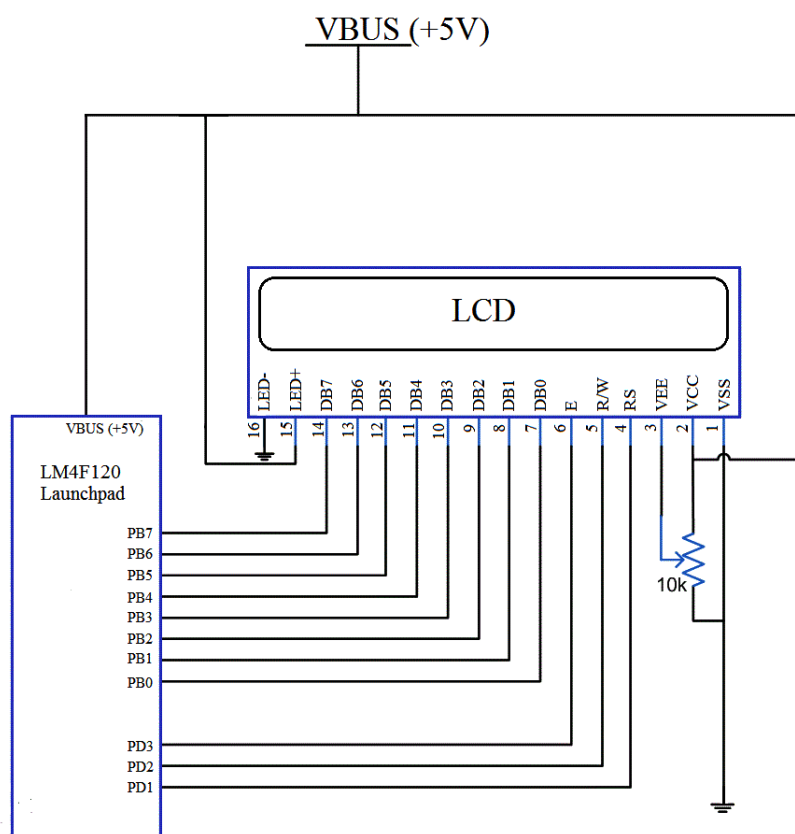 VBUS (+5V)
LCD
LED-
LED+
DB7
DB6
DB5
DB4
DB3
DB2
DB1
DB0
E
R/W
RS
VEE
VCC
VSS
16
15
14
13
12
11
10
9
8
7
6
5
4
3
2
1
VBUS (+5V)
LM4F120
Launchpad
PB7
PB6
PB5
PB4
PB3
PB2
PB1
PB0
PD3
PD2
PD1
10k